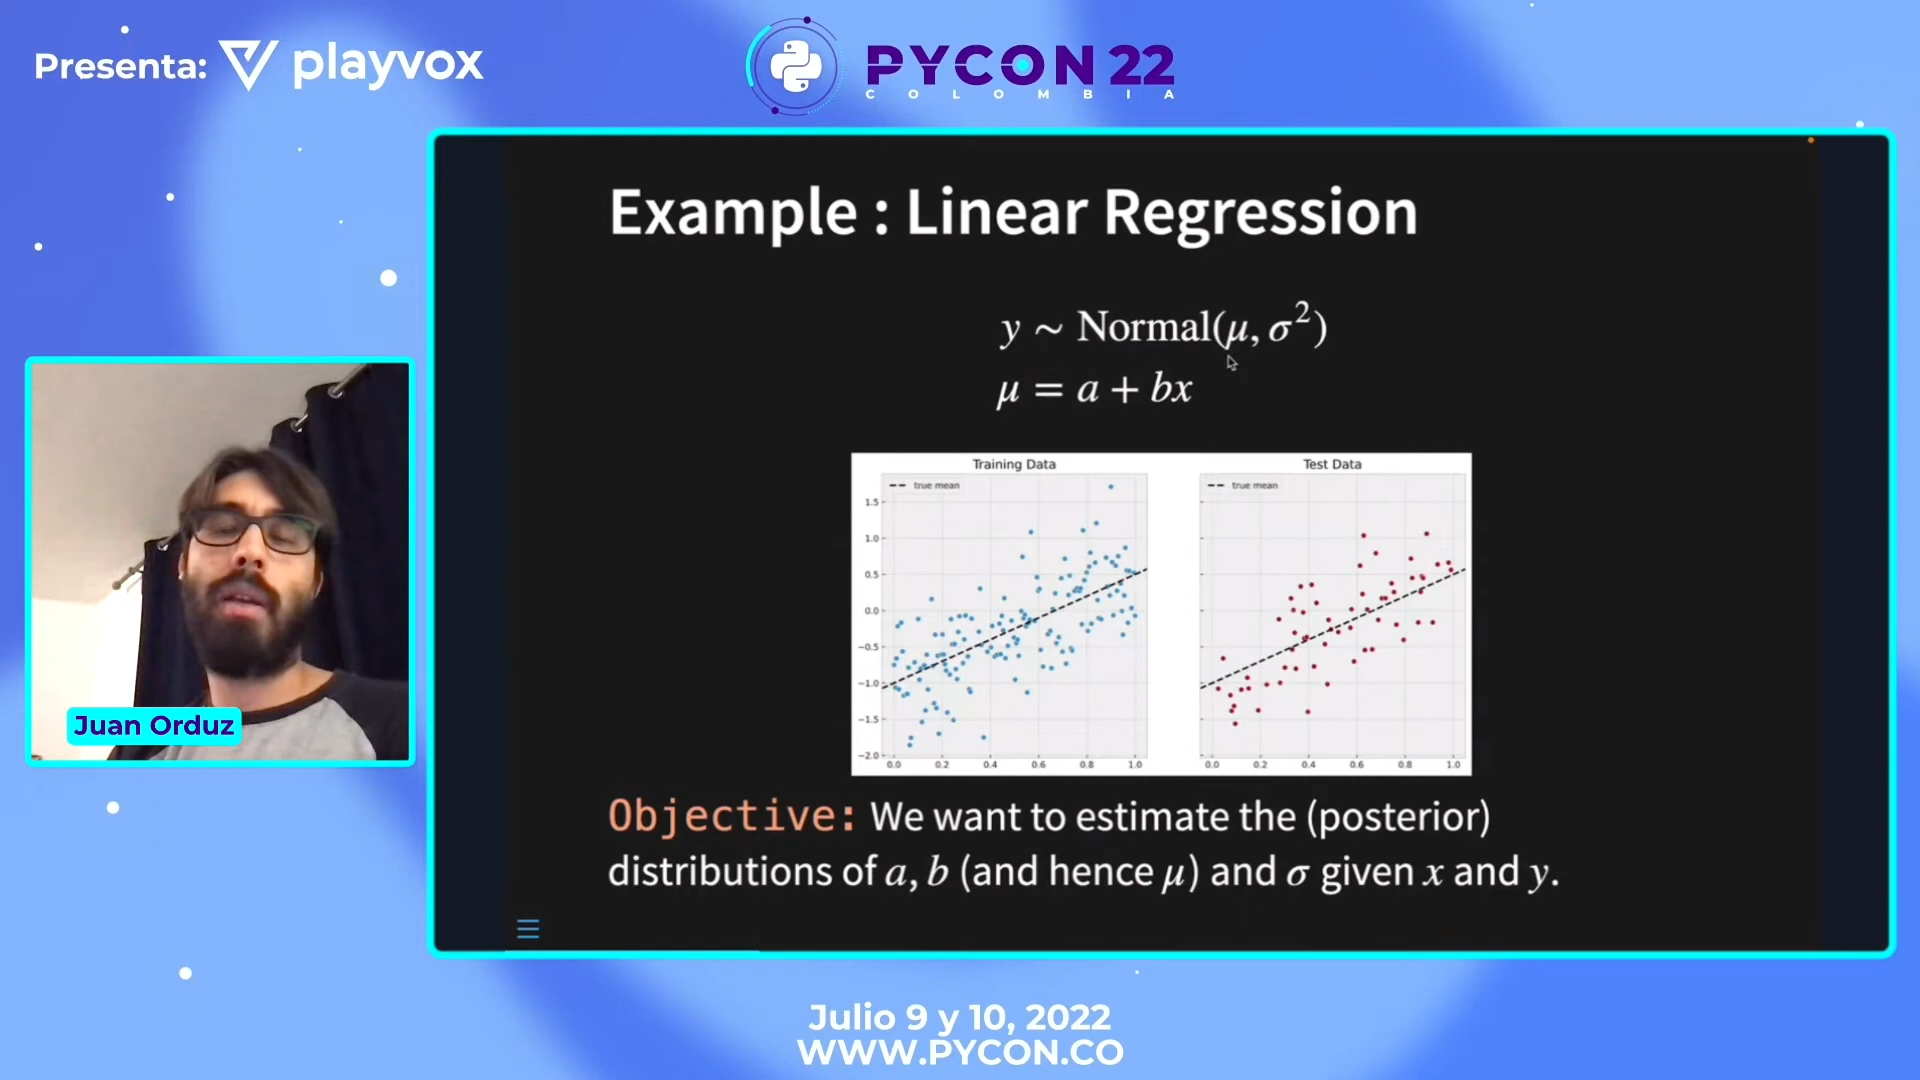 Presenta: playvox
PYCON 22
COLOMBIA
Example : Linear Regression
y ~ Normal(μ, σ²)
μ = a + bx
Training Data
--- true mean
1.5
1.0
0.5
0.0
−0.5
−1.0
−1.5
−2.0
0.0 0.2 0.4 0.6 0.8 1.0
Test Data
--- true mean
0.0 0.2 0.4 0.6 0.8 1.0
Objective: We want to estimate the (posterior)
distributions of a, b (and hence μ) and σ given x and y.
Juan Orduz
Julio 9 y 10, 2022
WWW.PYCON.CO